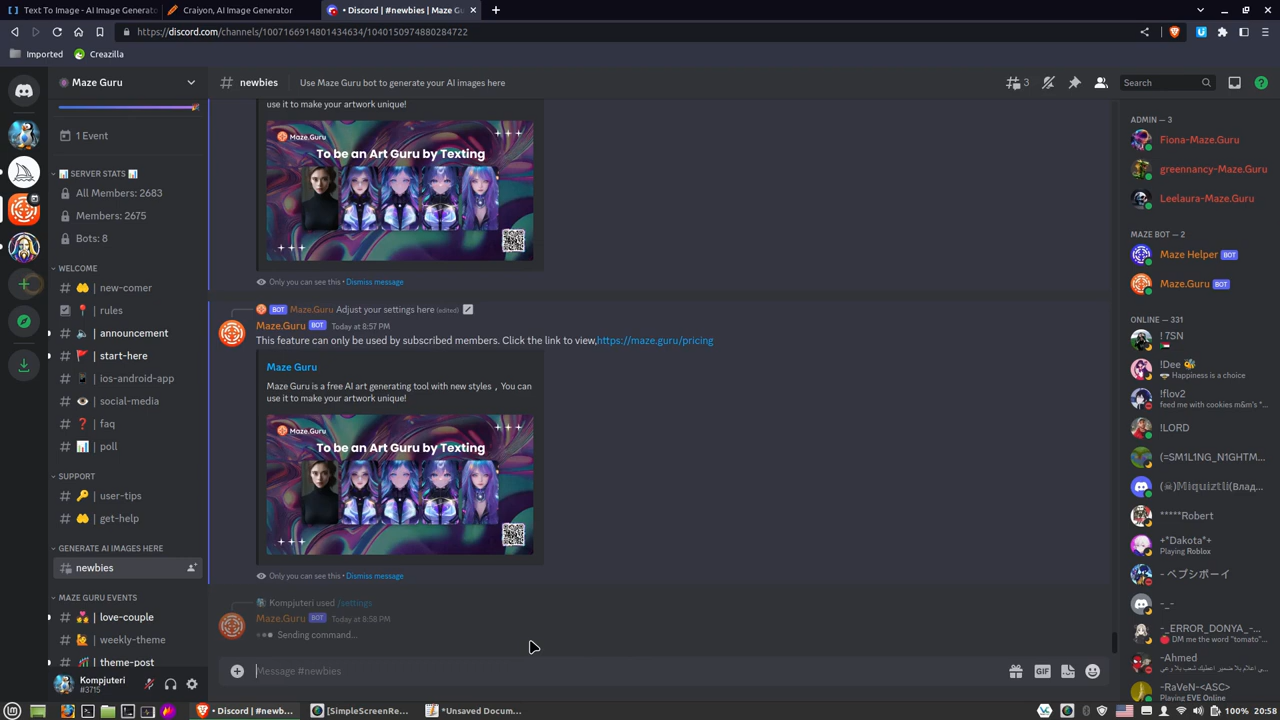 Text To Image - AI Image Generator
Craiyon, AI Image Generator
• Discord | #newbies | Maze Gu
https://discord.com/channels/1007166914801434634/1040150974880284722
Imported
Creazilla
Maze Guru
# newbies
Use Maze Guru bot to generate your AI images here
3
Search
1 Event
SERVER STATS
All Members: 2683
Members: 2675
Bots: 8
WELCOME
| new-comer
| rules
| announcement
| start-here
| ios-android-app
| social-media
| faq
| poll
SUPPORT
| user-tips
| get-help
GENERATE AI IMAGES HERE
newbies
MAZE GURU EVENTS
| love-couple
| weekly-theme
| theme-post
Kompjuteri
#3715
use it to make your artwork unique!
Maze.Guru
To be an Art Guru by Texting
Only you can see this • Dismiss message
BOT Maze.Guru Adjust your settings here (edited)
Maze.Guru BOT Today at 8:57 PM
This feature can only be used by subscribed members. Click the link to view,https://maze.guru/pricing
Maze Guru
Maze Guru is a free AI art generating tool with new styles , You can
use it to make your artwork unique!
Maze.Guru
To be an Art Guru by Texting
Only you can see this • Dismiss message
Kompjuteri used /settings
Maze.Guru BOT Today at 8:58 PM
Sending command...
Message #newbies
GIF
ADMIN — 3
Fiona-Maze.Guru
greennancy-Maze.Guru
Leelaura-Maze.Guru
MAZE BOT — 2
Maze Helper BOT
Maze.Guru BOT
ONLINE — 331
! 7SN
!Dee
Happiness is a choice
!flov2
feed me with cookies m&m's "...
!LORD
(=SM1L1NG_N1GHTM...
(☠)𝕄𝕚𝕢𝕦𝕚𝕫𝕥𝕝𝕚(Влад...
*****Robert
+*Dakota*+
Playing Roblox
- ベプシボーイ
-_-
-_ERROR_DONYA_-...
DM me the word "tomato"...
-Ahmed
-RaVeN-<ASC>
Playing EVE Online
• Discord | #newb...
[SimpleScreenRe...
*Unsaved Docum...
100%
20:58